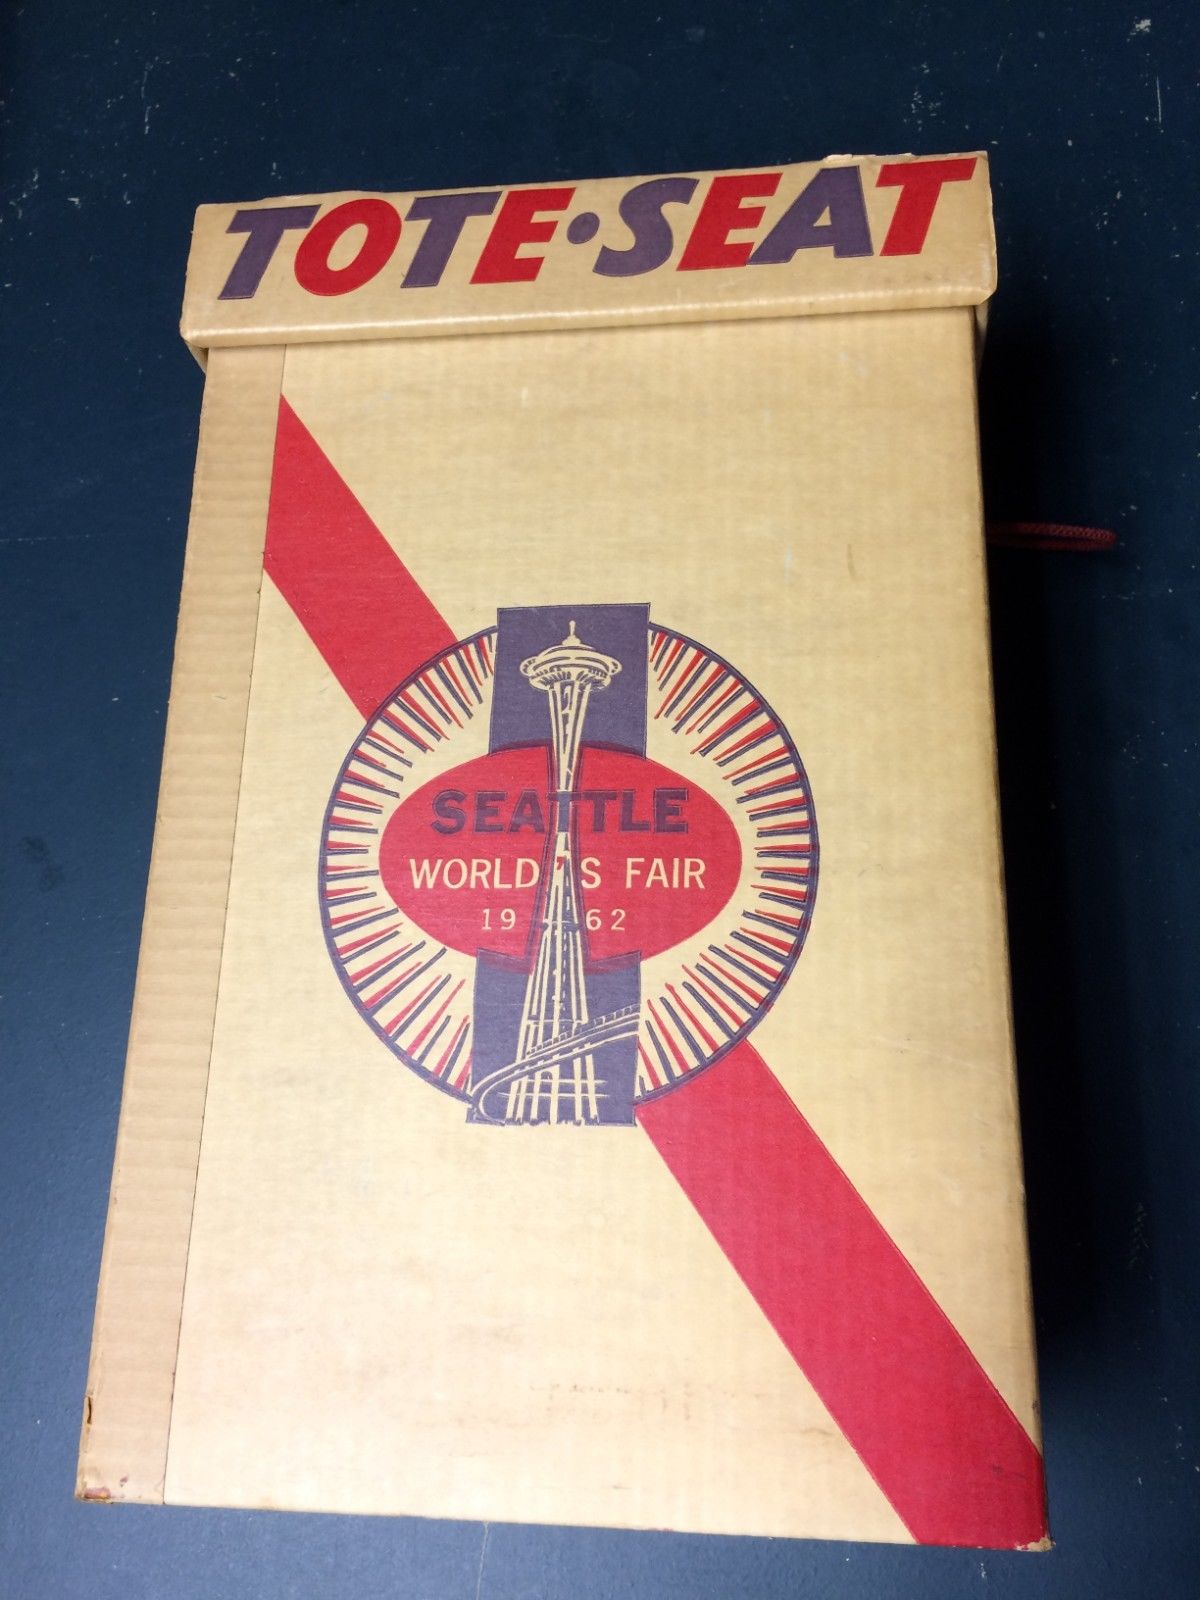 TOTE•SEAT
SEATTLE
WORLD'S FAIR
1962